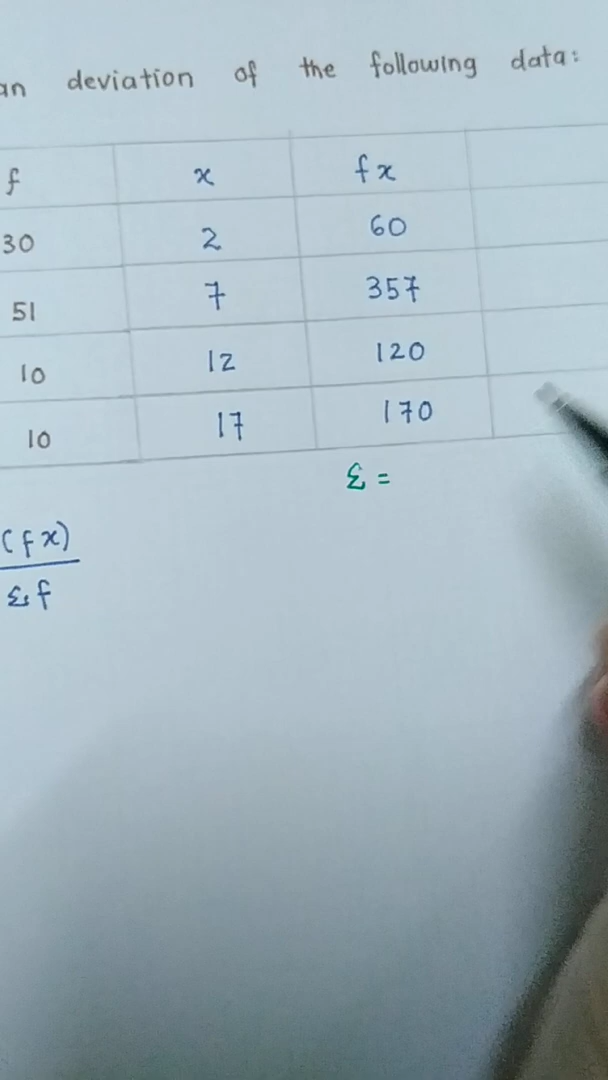 an deviation of the following data:
f x fx
30 2 60
51 7 357
10 12 120
10 17 170
Σ =
(fx)
Σf